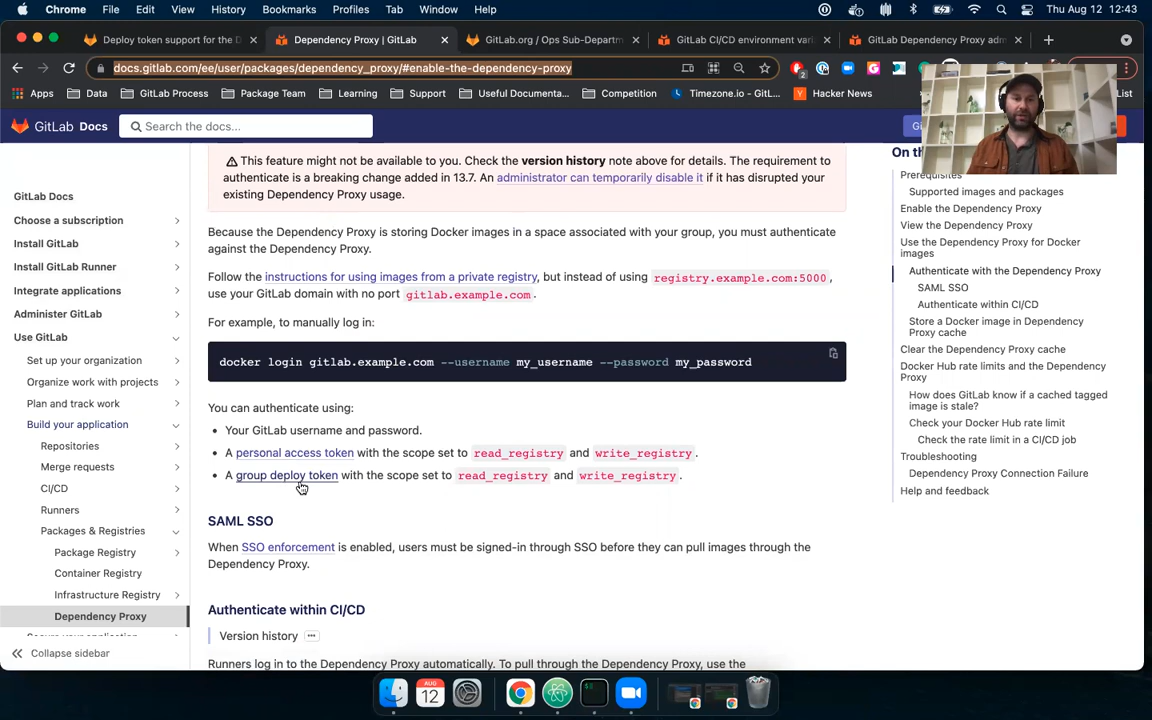 Chrome File Edit View History Bookmarks Profiles Tab Window Help Thu Aug 12 12:43
Deploy token support for the D
Dependency Proxy | GitLab
GitLab.org / Ops Sub-Departm
GitLab CI/CD environment vari
GitLab Dependency Proxy adm
docs.gitlab.com/ee/user/packages/dependency_proxy/#enable-the-dependency-proxy
2
Apps Data GitLab Process Package Team Learning Support Useful Documenta... Competition Timezone.io - GitL... Hacker News List
GitLab Docs
Search the docs...
GitLab Docs
Choose a subscription
Install GitLab
Install GitLab Runner
Integrate applications
Administer GitLab
Use GitLab
Set up your organization
Organize work with projects
Plan and track work
Build your application
Repositories
Merge requests
CI/CD
Runners
Packages & Registries
Package Registry
Container Registry
Infrastructure Registry
Dependency Proxy
Secure your application
Collapse sidebar
This feature might not be available to you. Check the version history note above for details. The requirement to
authenticate is a breaking change added in 13.7. An administrator can temporarily disable it if it has disrupted your
existing Dependency Proxy usage.
Because the Dependency Proxy is storing Docker images in a space associated with your group, you must authenticate
against the Dependency Proxy.
Follow the instructions for using images from a private registry, but instead of using registry.example.com:5000,
use your GitLab domain with no port gitlab.example.com.
For example, to manually log in:
docker login gitlab.example.com --username my_username --password my_password
You can authenticate using:
Your GitLab username and password.
A personal access token with the scope set to read_registry and write_registry.
A group deploy token with the scope set to read_registry and write_registry.
SAML SSO
When SSO enforcement is enabled, users must be signed-in through SSO before they can pull images through the
Dependency Proxy.
Authenticate within CI/CD
Version history
Runners log in to the Dependency Proxy automatically. To pull through the Dependency Proxy, use the
On th
Prerequisites
Supported images and packages
Enable the Dependency Proxy
View the Dependency Proxy
Use the Dependency Proxy for Docker
images
Authenticate with the Dependency Proxy
SAML SSO
Authenticate within CI/CD
Store a Docker image in Dependency
Proxy cache
Clear the Dependency Proxy cache
Docker Hub rate limits and the Dependency
Proxy
How does GitLab know if a cached tagged
image is stale?
Check your Docker Hub rate limit
Check the rate limit in a CI/CD job
Troubleshooting
Dependency Proxy Connection Failure
Help and feedback
AUG
12